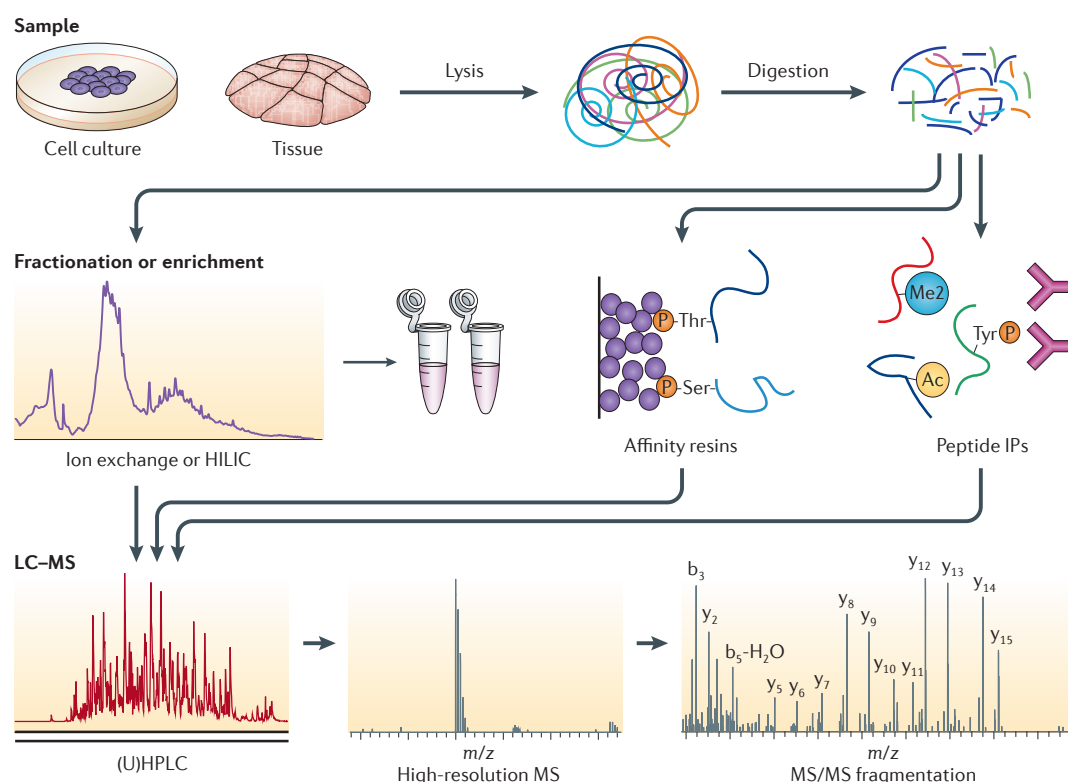 Sample
Lysis
Digestion
Cell culture
Tissue
Fractionation or enrichment
Ion exchange or HILIC
P
Thr
P
Ser
Affinity resins
Me2
Tyr P
Ac
Peptide IPs
LC–MS
(U)HPLC
m/z
High-resolution MS
b₃
y₂
b₅-H₂O
y₅
y₆
y₇
y₈
y₉
y₁₀
y₁₁
y₁₂
y₁₃
y₁₄
y₁₅
m/z
MS/MS fragmentation